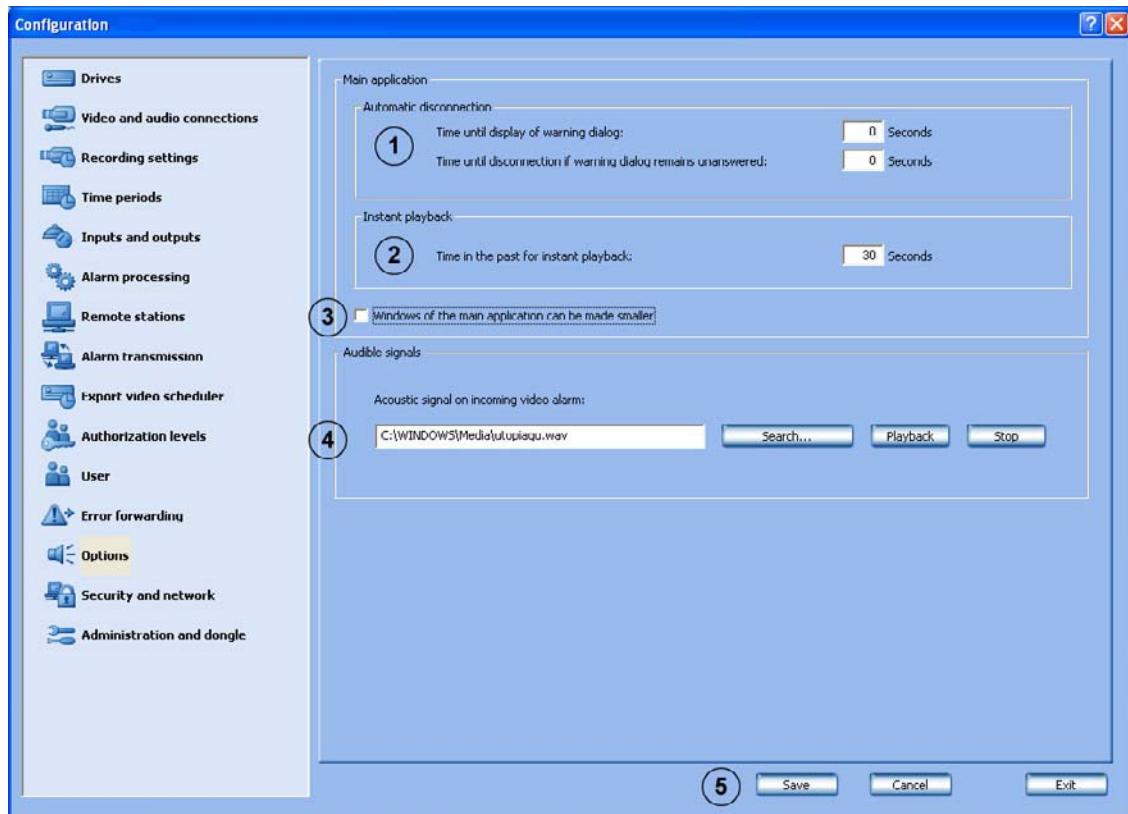 Configuration
Drives
Video and audio connections
Recording settings
Time periods
Inputs and outputs
Alarm processing
Remote stations
Alarm transmission
Export video scheduler
Authorization levels
User
Error forwarding
Options
Security and network
Administration and dongle
Main application
Automatic disconnection
1
Time until display of warning dialog: 0 Seconds
Time until disconnection if warning dialog remains unanswered: 0 Seconds
Instant playback
2
Time in the past for instant playback: 30 Seconds
3 Windows of the main application can be made smaller
Audible signals
Acoustic signal on incoming video alarm:
4 C:\WINDOWS\Media\utopiaqu.wav Search... Playback Stop
5 Save Cancel Exit